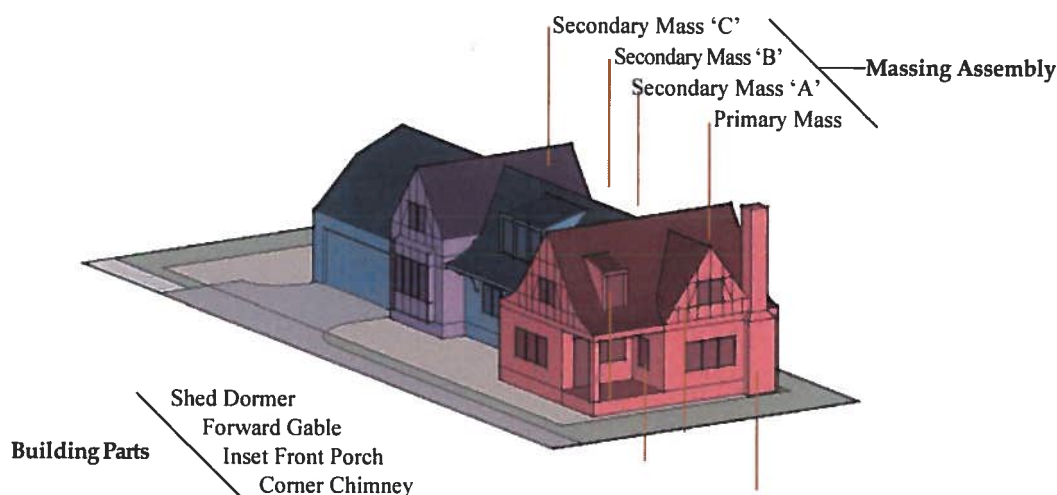 Secondary Mass ‘C’
Secondary Mass ‘B’
Secondary Mass ‘A’
Primary Mass
Massing Assembly
Shed Dormer
Forward Gable
Inset Front Porch
Corner Chimney
Building Parts